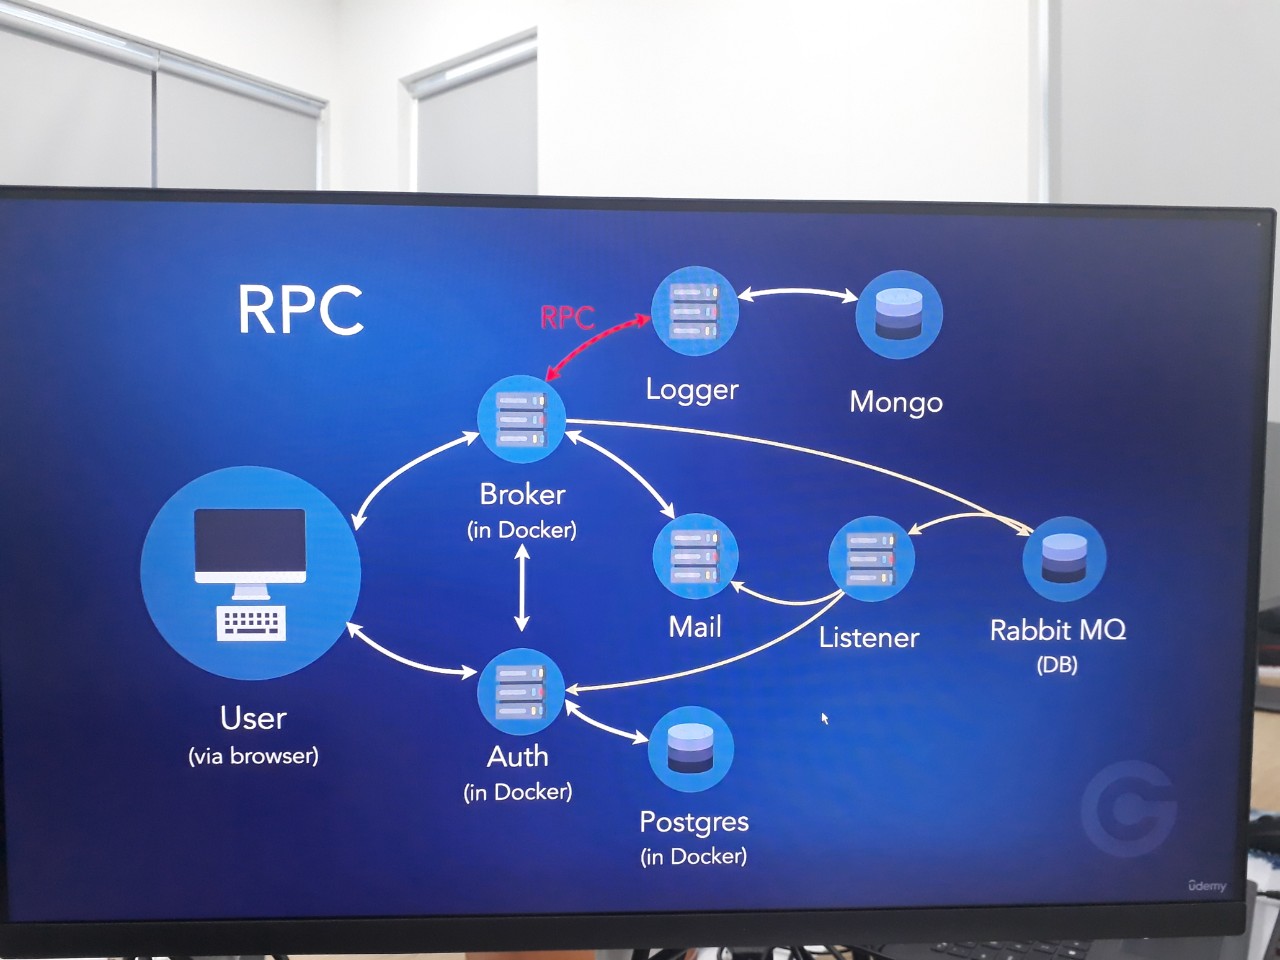 RPC
RPC
Logger
Mongo
Broker
(in Docker)
Mail
Listener
Rabbit MQ
(DB)
User
(via browser)
Auth
(in Docker)
Postgres
(in Docker)
udemy